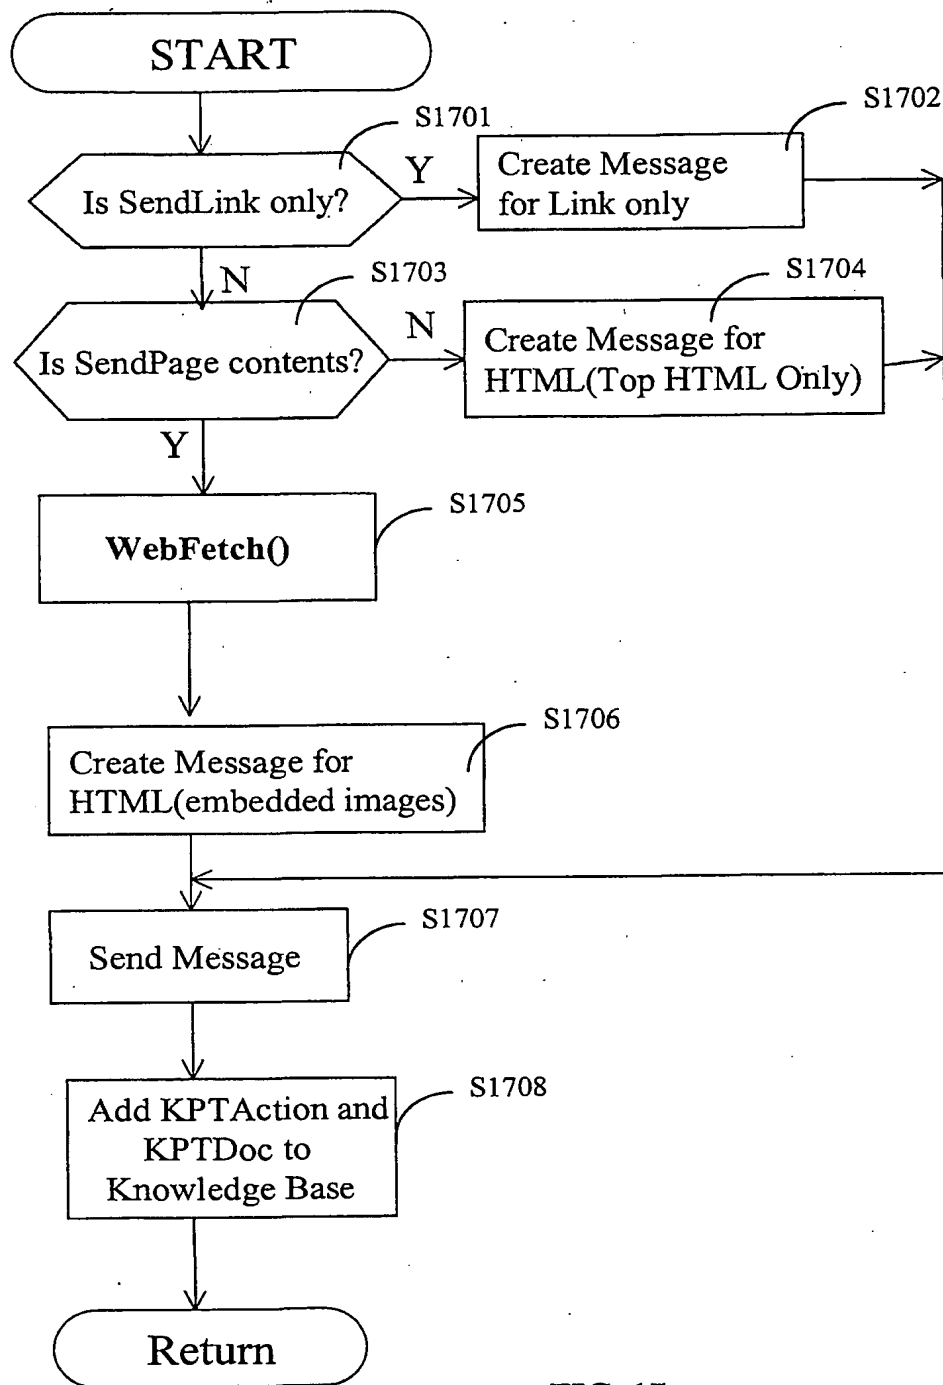 START
S1701
S1702
Is SendLink only?
Y
Create Message
for Link only
N
S1703
S1704
Is SendPage contents?
N
Create Message for
HTML(Top HTML Only)
Y
S1705
WebFetch()
S1706
Create Message for
HTML(embedded images)
S1707
Send Message
S1708
Add KPTAction and
KPTDoc to
Knowledge Base
Return